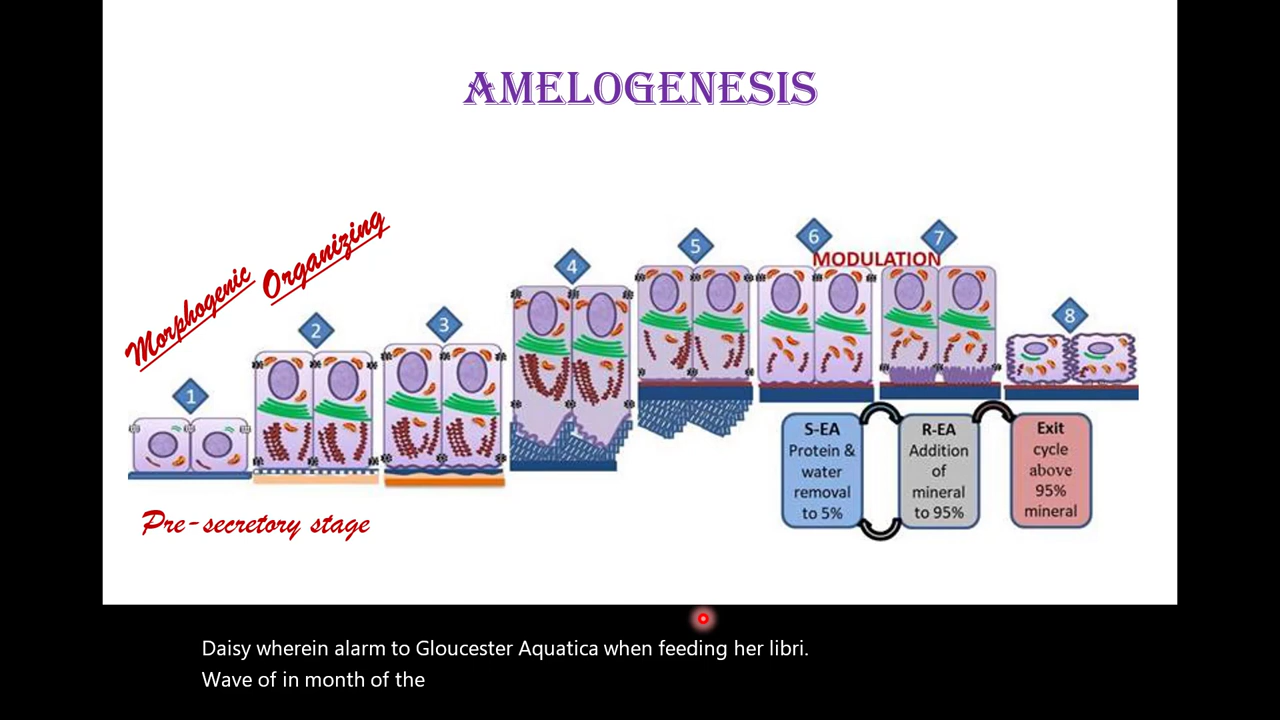 AMELOGENESIS
Morphogenic
Organizing
1
2
3
4
5
6
7
8
MODULATION
Pre-secretory stage
S-EA
Protein &
water
removal
to 5%
R-EA
Addition
of
mineral
to 95%
Exit
cycle
above
95%
mineral
Daisy wherein alarm to Gloucester Aquatica when feeding her libri.
Wave of in month of the